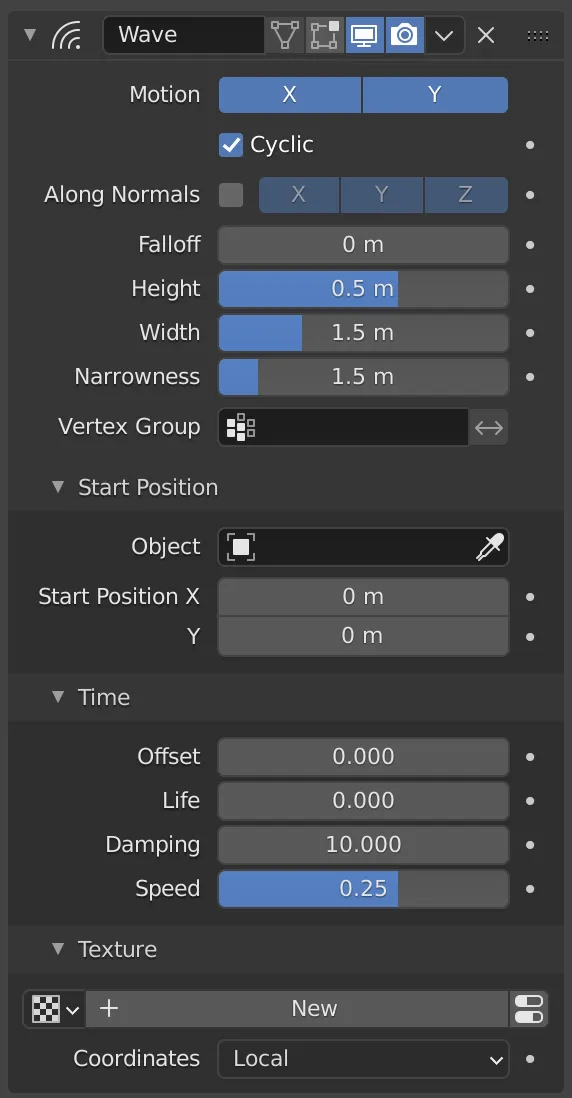 Wave
Motion X Y
Cyclic
Along Normals X Y Z
Falloff 0 m
Height 0.5 m
Width 1.5 m
Narrowness 1.5 m
Vertex Group
Start Position
Object
Start Position X 0 m
Y 0 m
Time
Offset 0.000
Life 0.000
Damping 10.000
Speed 0.25
Texture
New
Coordinates Local